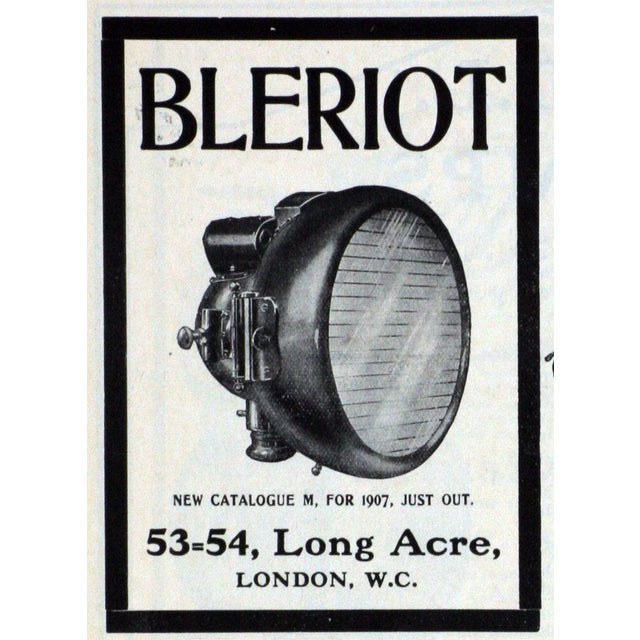 BLERIOT
NEW CATALOGUE M, FOR 1907, JUST OUT.
53=54, Long Acre,
LONDON, W.C.